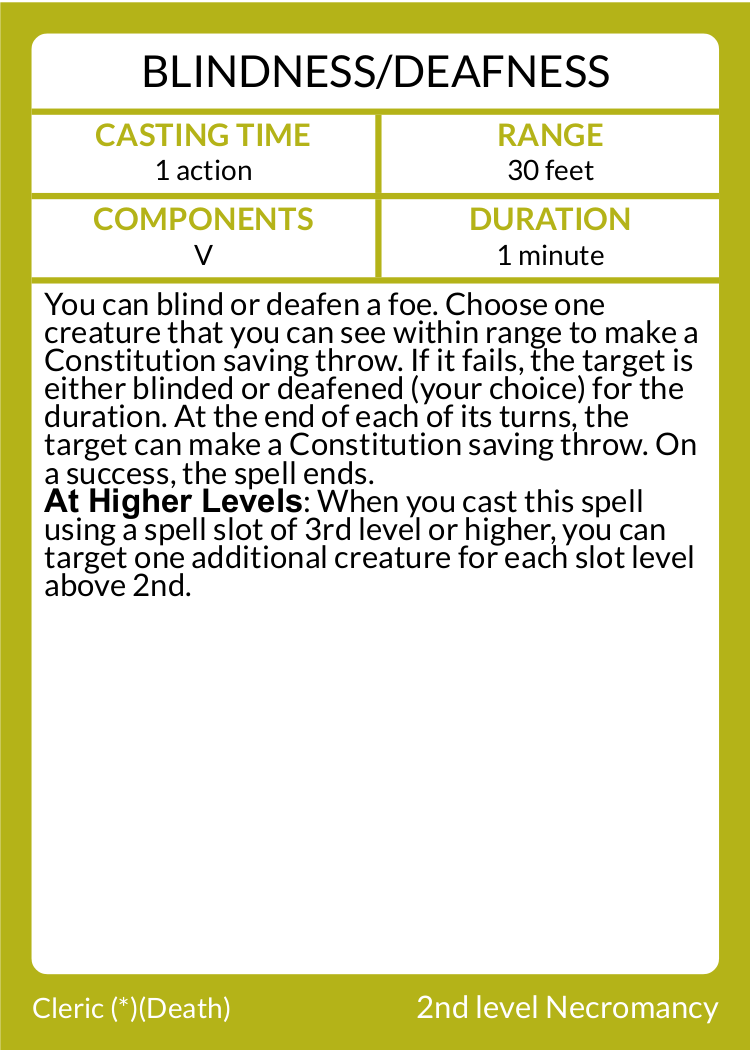 BLINDNESS/DEAFNESS
CASTING TIME
1 action
RANGE
30 feet
COMPONENTS
V
DURATION
1 minute
You can blind or deafen a foe. Choose one
creature that you can see within range to make a
Constitution saving throw. If it fails, the target is
either blinded or deafened (your choice) for the
duration. At the end of each of its turns, the
target can make a Constitution saving throw. On
a success, the spell ends.
At Higher Levels: When you cast this spell
using a spell slot of 3rd level or higher, you can
target one additional creature for each slot level
above 2nd.
Cleric (*)(Death)
2nd level Necromancy